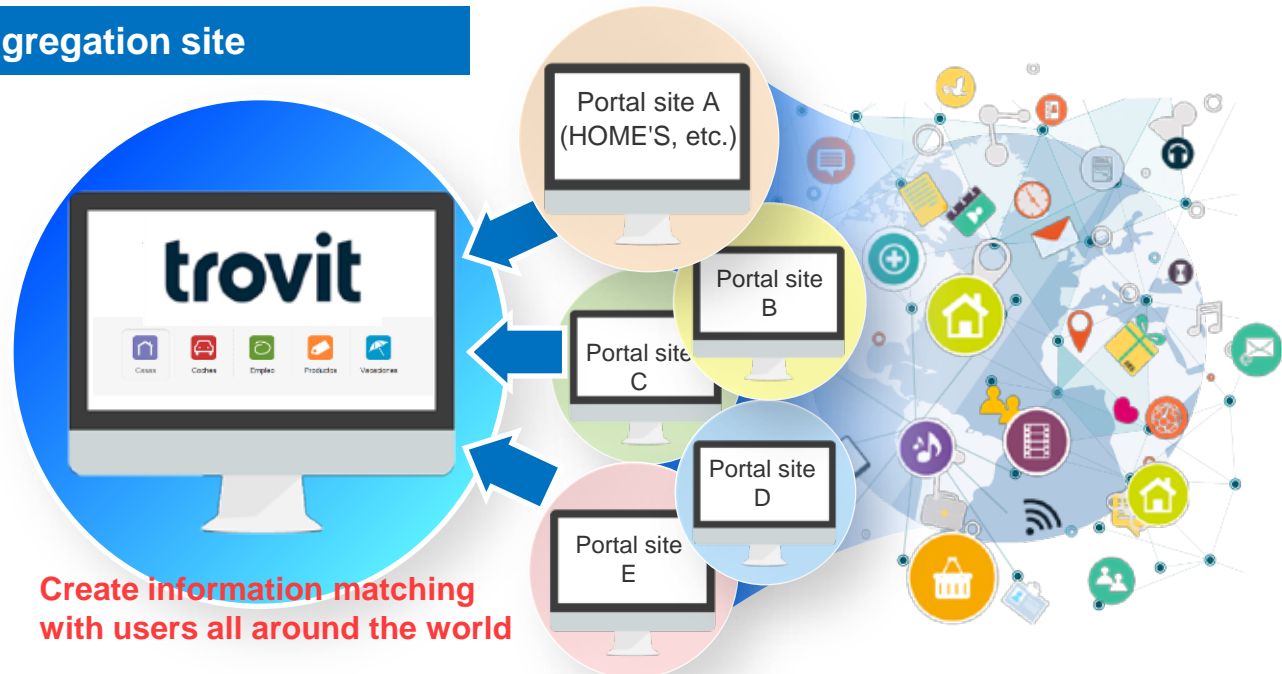 gregation site
Portal site A
(HOME'S, etc.)
trovit
Casas
Coches
Empleo
Productos
Vacaciones
Portal site
B
Portal site
C
Portal site
D
Portal site
E
Create information matching
with users all around the world